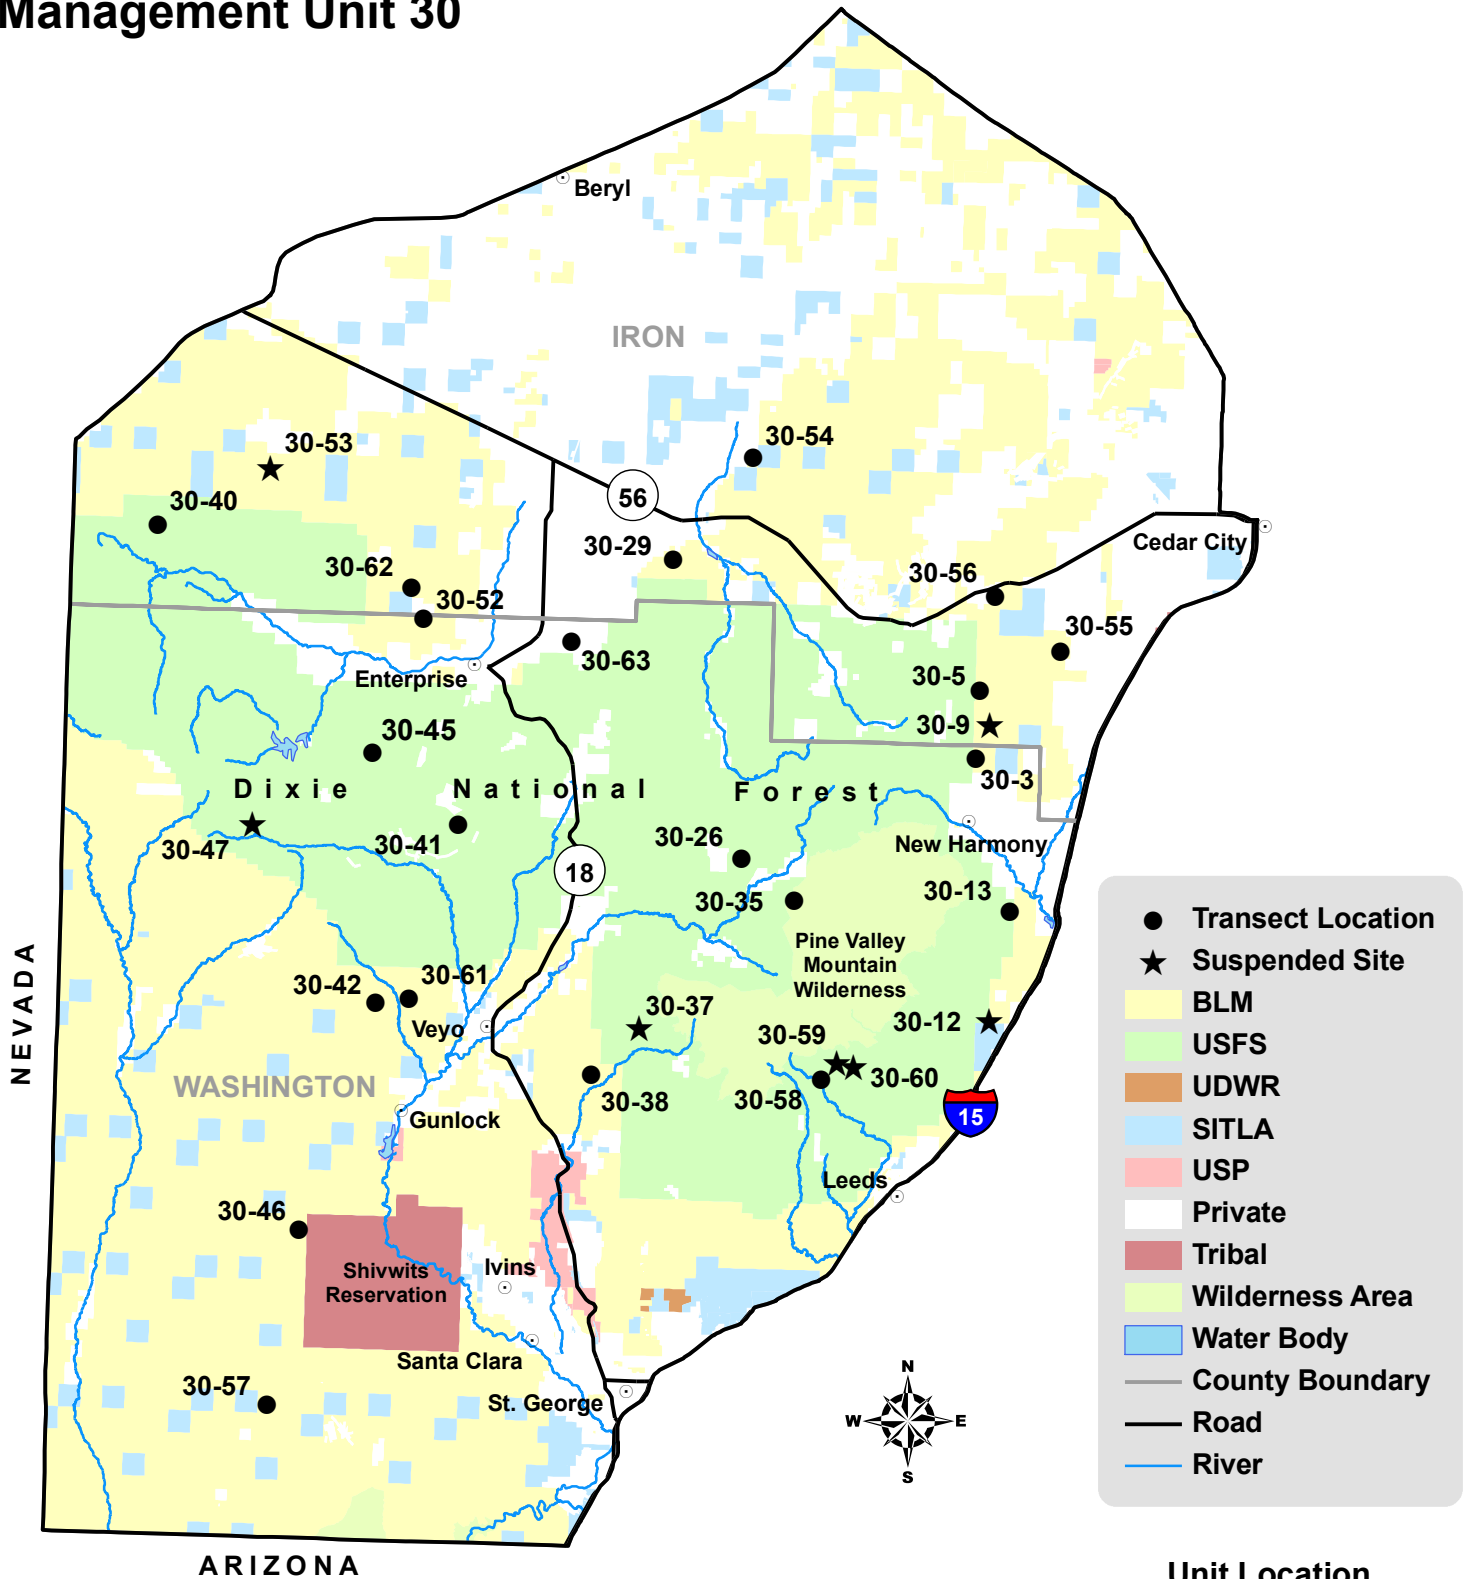 Management Unit 30
Beryl
IRON
30-53
30-54
30-40
56
30-29
Cedar City
30-62
30-56
30-52
30-55
30-63
Enterprise
30-5
30-9
30-45
30-3
Dixie National Forest
30-47
30-41
30-26
New Harmony
18
30-13
30-35
Transect Location
Suspended Site
BLM
USFS
UDWR
SITLA
USP
Private
Tribal
Wilderness Area
Water Body
County Boundary
Road
River
Pine Valley
Mountain
Wilderness
NEVADA
30-42
30-61
30-37
30-12
Veyo
30-59
30-60
WASHINGTON
30-38
30-58
15
Gunlock
Leeds
30-46
Shivwits
Reservation
Ivins
Santa Clara
30-57
St. George
N
W
E
S
ARIZONA
Unit Location